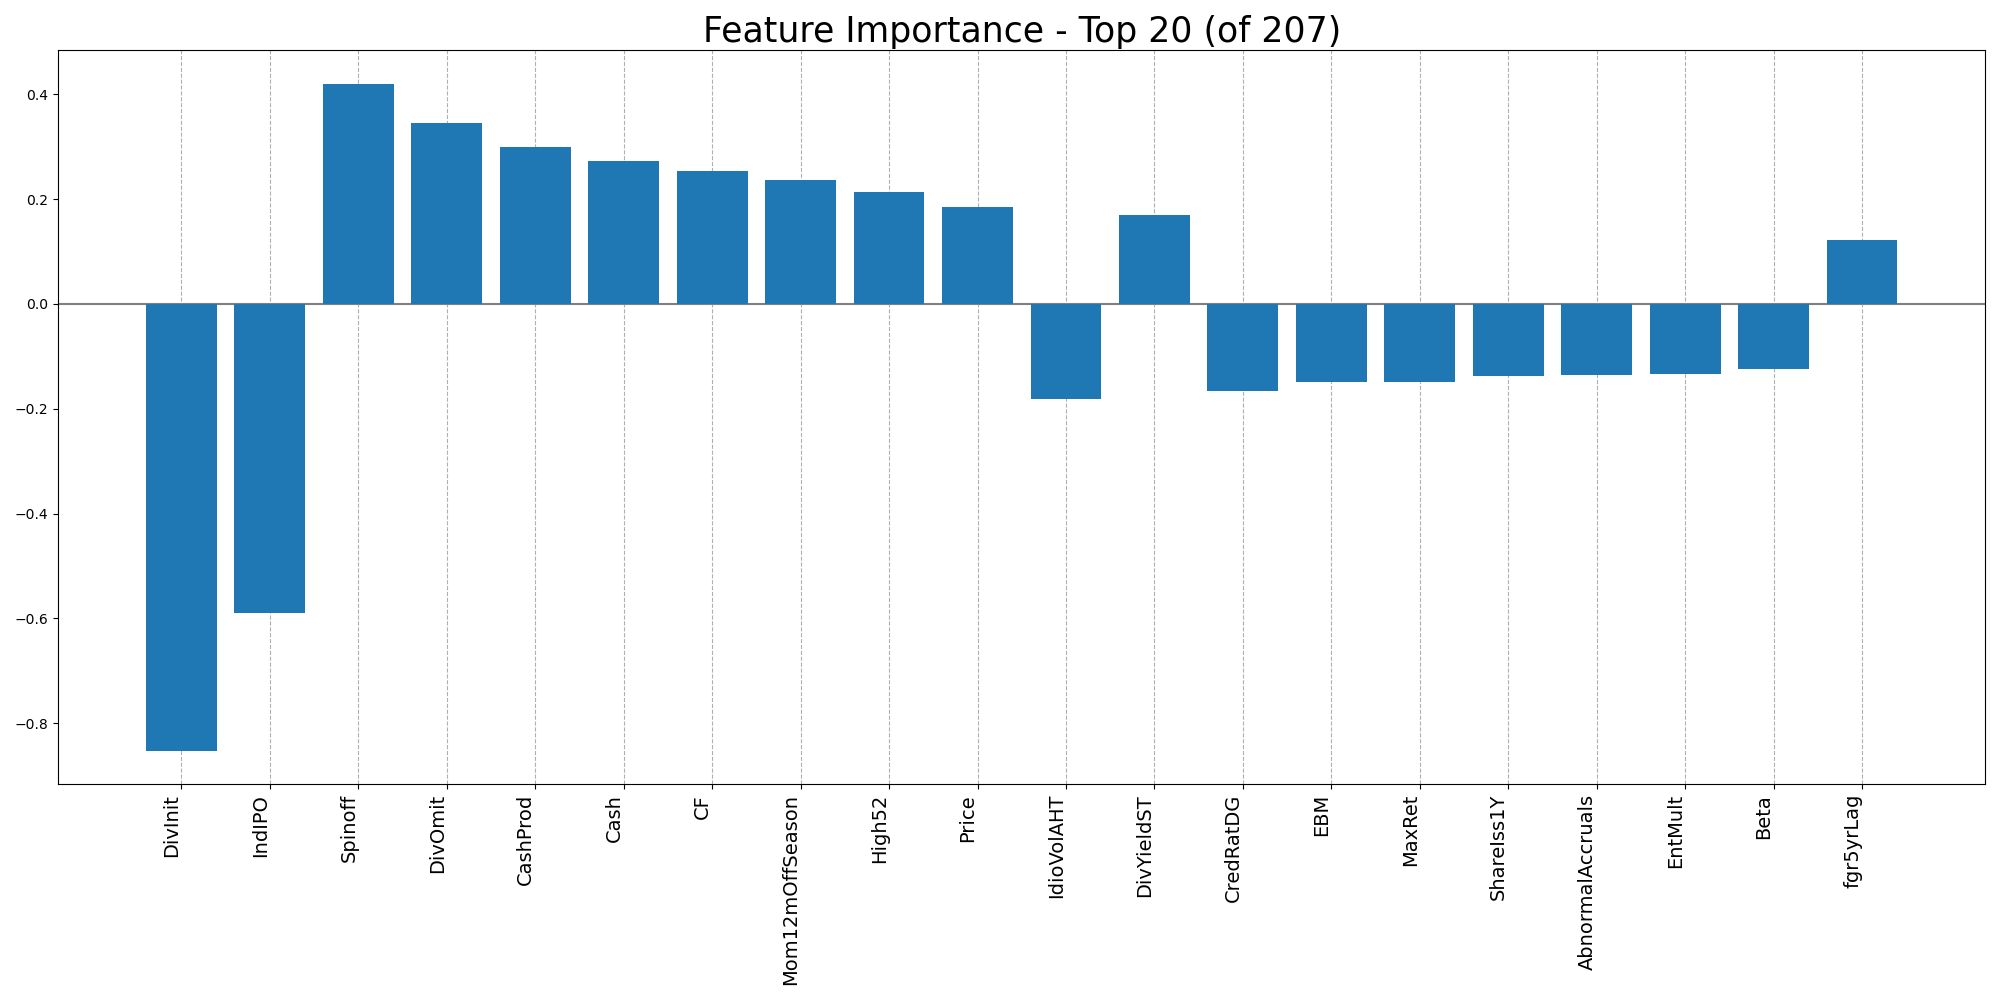 Feature Importance - Top 20 (of 207)
0.4
0.2
0.0
−0.2
−0.4
−0.6
−0.8
DivInit
IndIPO
Spinoff
DivOmit
CashProd
Cash
CF
Mom12mOffSeason
High52
Price
IdioVolAHT
DivYieldST
CredRatDG
EBM
MaxRet
ShareIss1Y
AbnormalAccruals
EntMult
Beta
fgr5yrLag